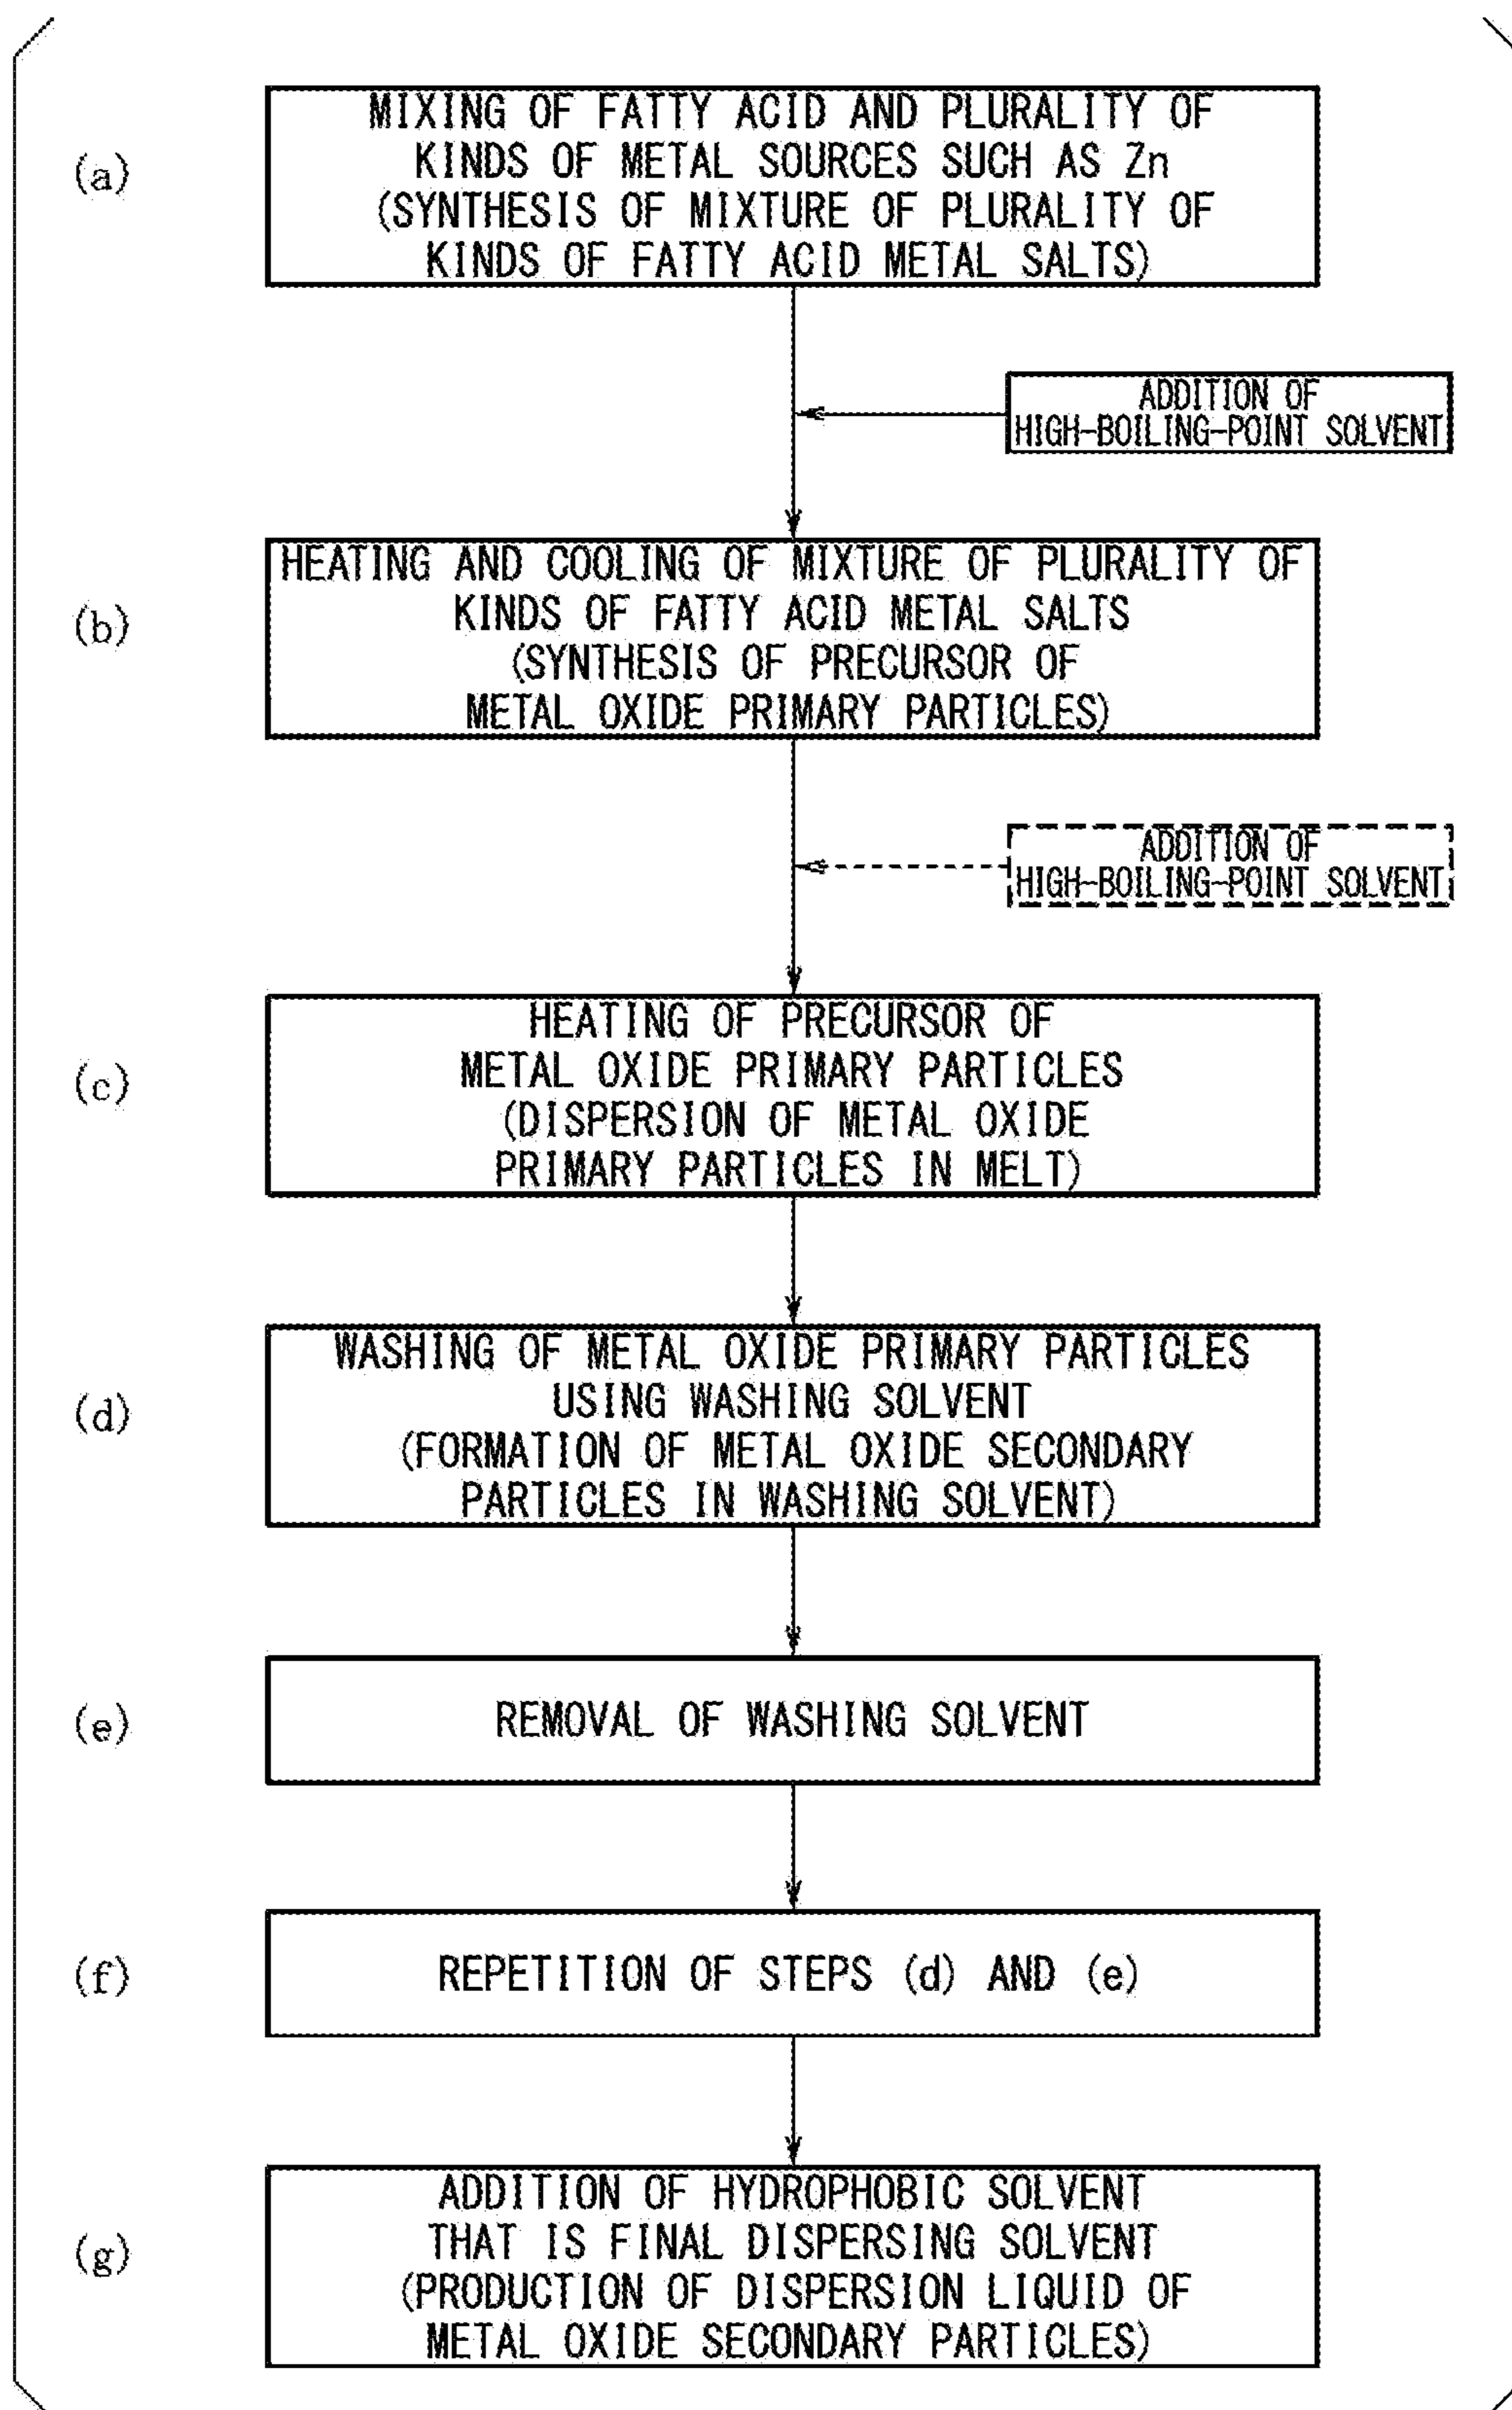 (a)
MIXING OF FATTY ACID AND PLURALITY OF
KINDS OF METAL SOURCES SUCH AS Zn
(SYNTHESIS OF MIXTURE OF PLURALITY OF
KINDS OF FATTY ACID METAL SALTS)
ADDITION OF
HIGH-BOILING-POINT SOLVENT
(b)
HEATING AND COOLING OF MIXTURE OF PLURALITY OF
KINDS OF FATTY ACID METAL SALTS
(SYNTHESIS OF PRECURSOR OF
METAL OXIDE PRIMARY PARTICLES)
ADDITION OF
HIGH-BOILING-POINT SOLVENT
(c)
HEATING OF PRECURSOR OF
METAL OXIDE PRIMARY PARTICLES
(DISPERSION OF METAL OXIDE
PRIMARY PARTICLES IN MELT)
(d)
WASHING OF METAL OXIDE PRIMARY PARTICLES
USING WASHING SOLVENT
(FORMATION OF METAL OXIDE SECONDARY
PARTICLES IN WASHING SOLVENT)
(e)
REMOVAL OF WASHING SOLVENT
(f)
REPETITION OF STEPS (d) AND (e)
(g)
ADDITION OF HYDROPHOBIC SOLVENT
THAT IS FINAL DISPERSING SOLVENT
(PRODUCTION OF DISPERSION LIQUID OF
METAL OXIDE SECONDARY PARTICLES)